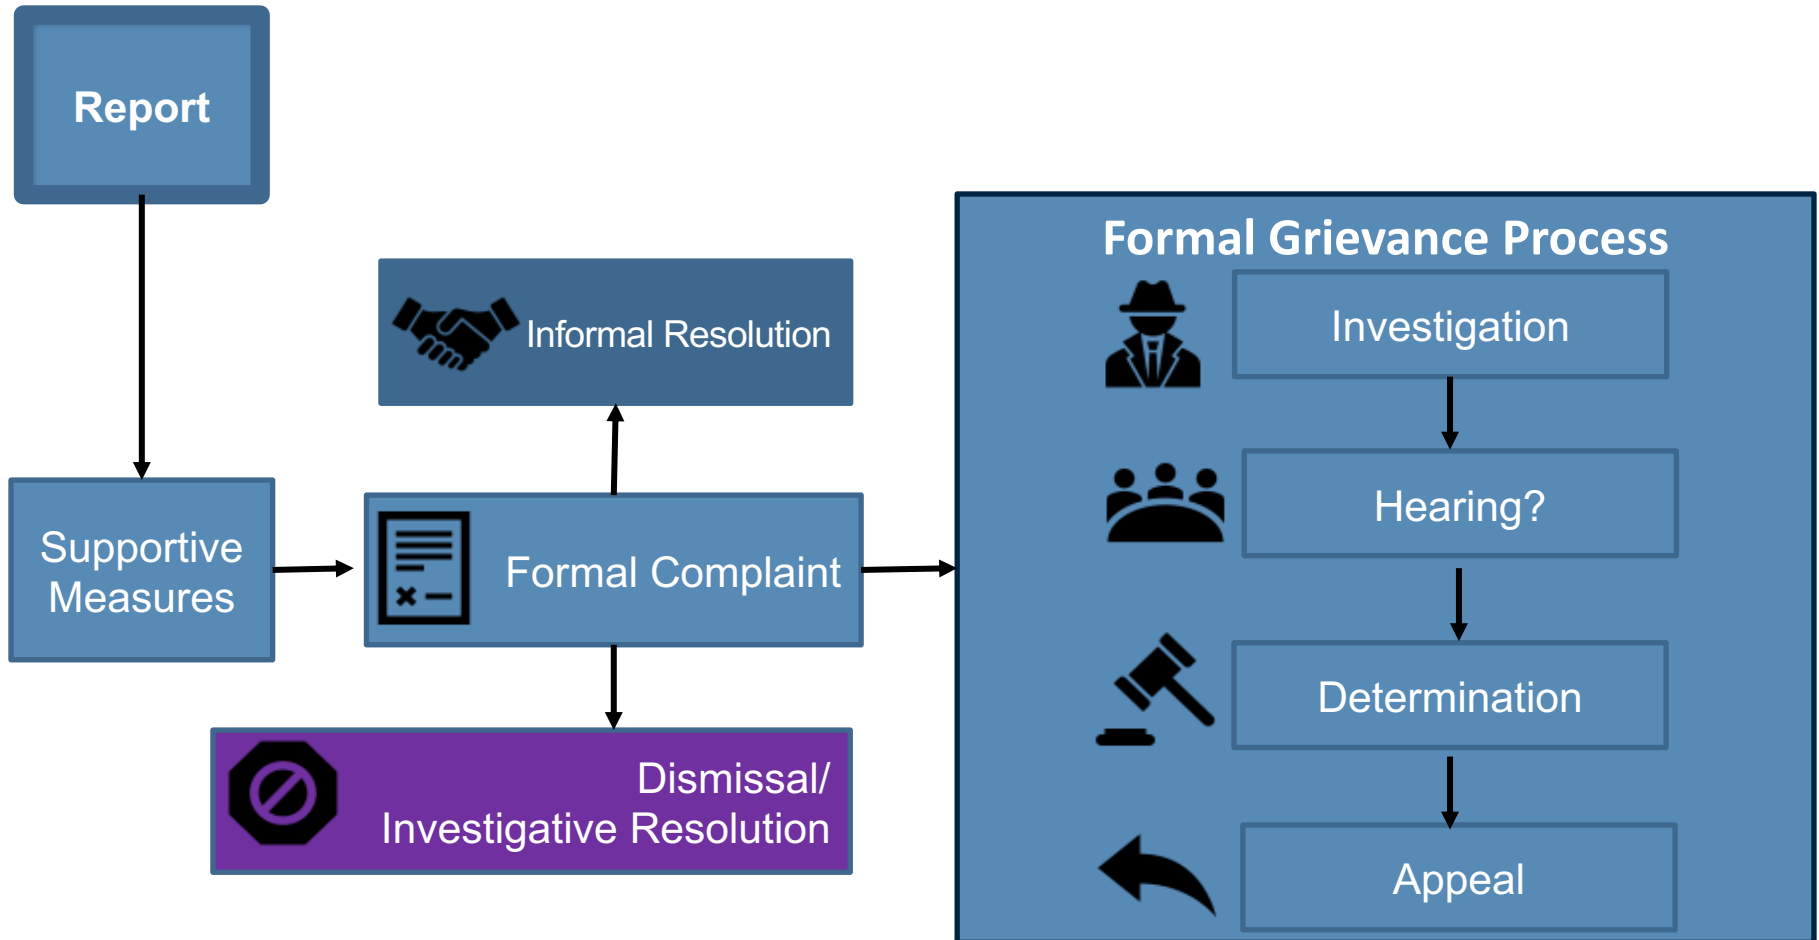 Report
Supportive
Measures
Informal Resolution
Formal Complaint
Dismissal/
Investigative Resolution
Formal Grievance Process
Investigation
Hearing?
Determination
Appeal